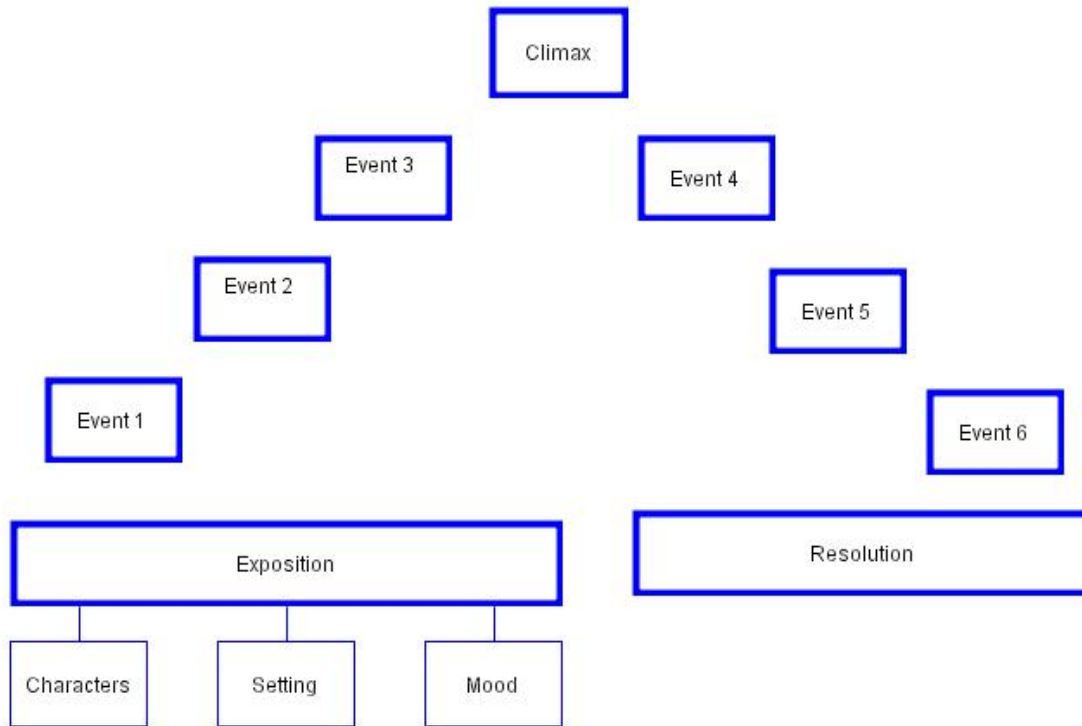 Climax
Event 3
Event 4
Event 2
Event 5
Event 1
Event 6
Exposition
Resolution
Characters
Setting
Mood